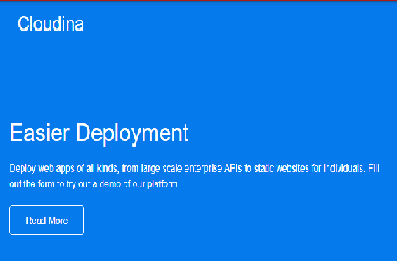 Cloudina
Easier Deployment
Deploy web apps of all kinds, from large scale enterprise APIs to static websites for individuals. Fill
out the form to try our a demo of our platform
Read More